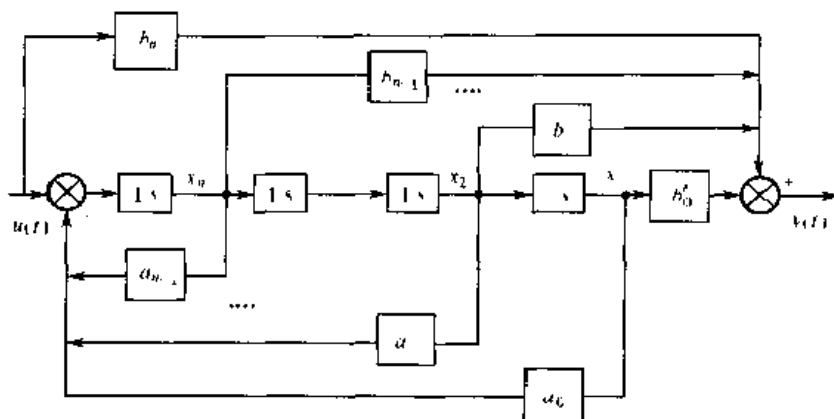 b_n
b_{n-1}
....
b
1 s
x_n
1 s
1 s
x_2
s
x
b_0'
+
u(t)
y(t)
a_{n-1}
....
a
a_0